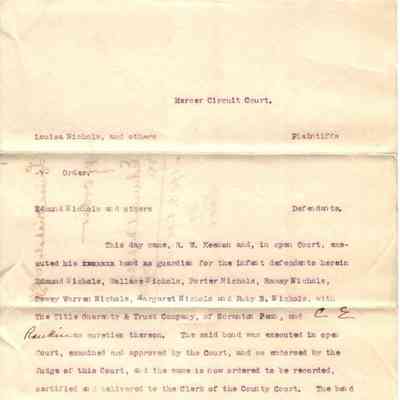 Mercer Circuit Court.
Louisa Nichols, and others Plaintiffs
-v- Order.
Edmund Nichols and others Defendants.
This day came, R. W. Keenon and, in open Court, exe-
cuted his bond as guardian for the infant defendants herein
Edmund Nichols, Wallace Nichols, Porter Nichols, Nichols,
Dewey Warren Nichols, Margaret Nichols and Ruby B. Nichols, with
The Title Guaranty & Trust Company, of Scranton Penn, and C E
Rankin as sureties thereon. The said bond was executed in open
Court, examined and approved by the Court, and so endorsed by the
Judge of this Court, and the same is now ordered to be recorded,
certified and delivered to the Clerk of the County Court. The bond